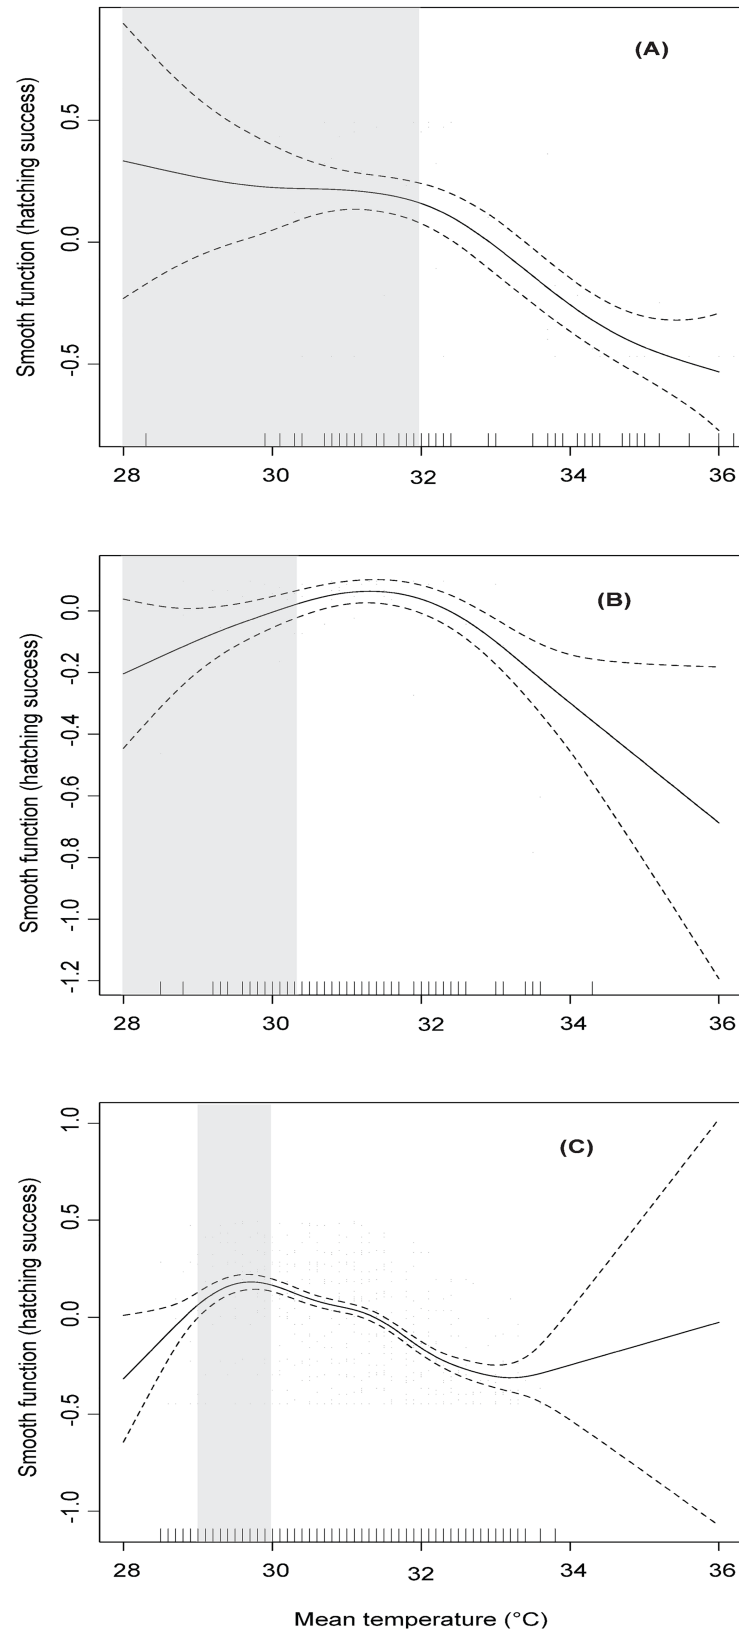 (A)
Smooth function (hatching success)
0.5
0.0
-0.5
28 30 32 34 36
(B)
Smooth function (hatching success)
0.0
-0.2
-0.4
-0.6
-0.8
-1.0
-1.2
28 30 32 34 36
(C)
Smooth function (hatching success)
1.0
0.5
0.0
-0.5
-1.0
28 30 32 34 36
Mean temperature (°C)